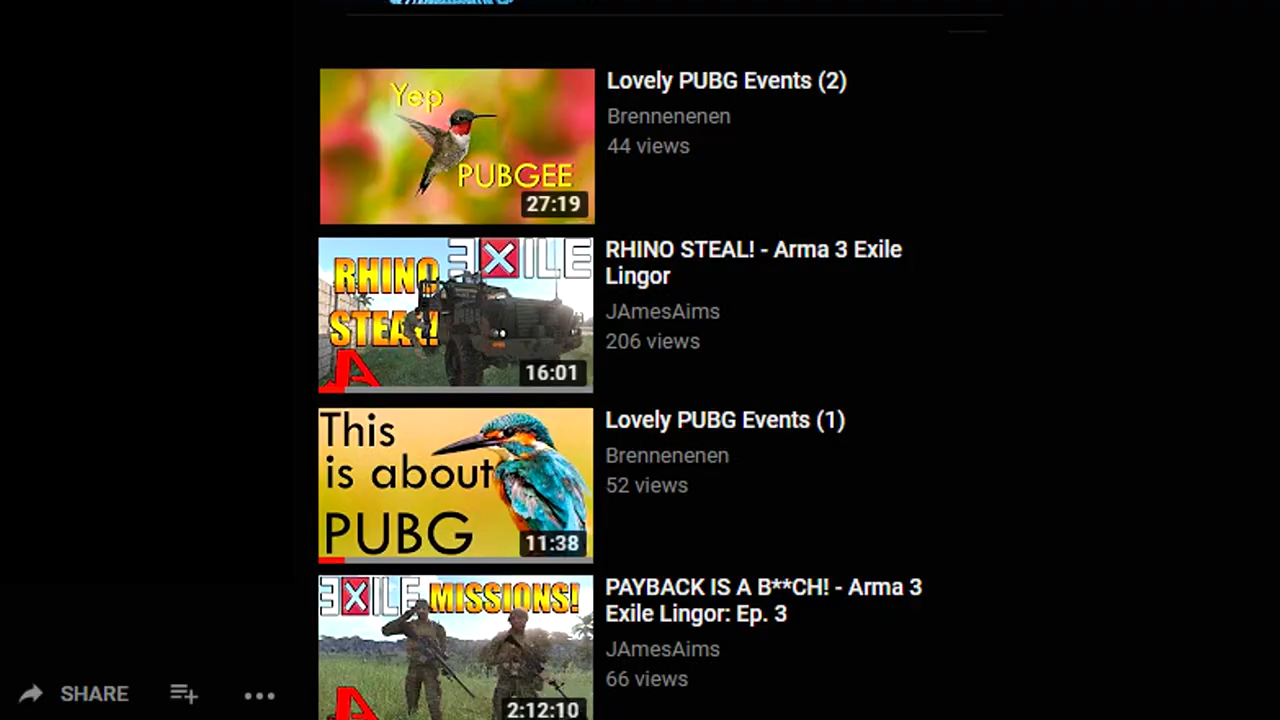 Yep
PUBGEE
27:19
Lovely PUBG Events (2)
Brennenenen
44 views
EXILE
RHINO
STEAL!
16:01
RHINO STEAL! - Arma 3 Exile
Lingor
JAmesAims
206 views
This
is about
PUBG
11:38
Lovely PUBG Events (1)
Brennenenen
52 views
EXILE MISSIONS!
2:12:10
PAYBACK IS A B**CH! - Arma 3
Exile Lingor: Ep. 3
JAmesAims
66 views
SHARE